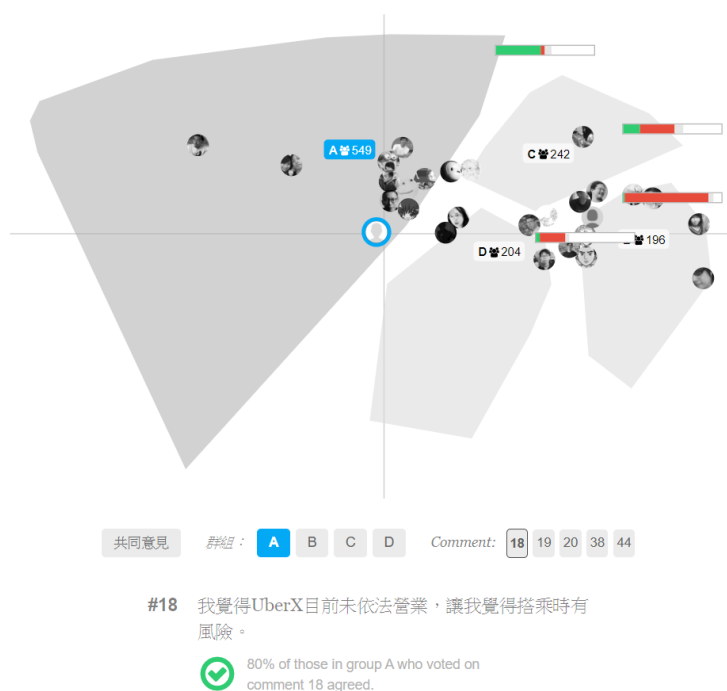 A 549
C 242
D 204
196
共同意見 群組： A B C D Comment: 18 19 20 38 44
#18 我覺得UberX目前未依法營業，讓我覺得搭乘時有
風險。
80% of those in group A who voted on
comment 18 agreed.